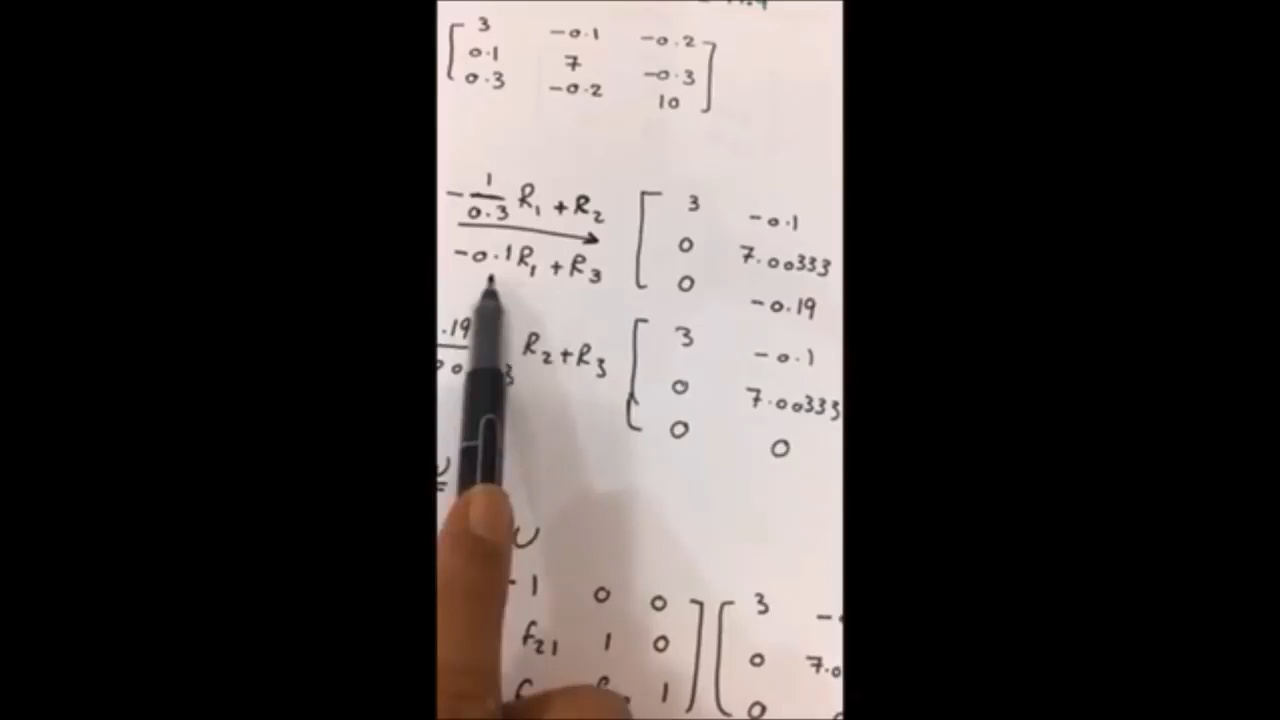 3 -0.1 -0.2
0.1 7 -0.3
0.3 -0.2 10
- 1/0.3 R₁ + R₂
-0.1R₁ + R₃
3 -0.1
0 7.00333
0 -0.19
.19 R₂+R₃
3 -0.1
0 7.00333
0 0
U
1 0 0 3
f₂₁ 1 0 0 7.0
1 0